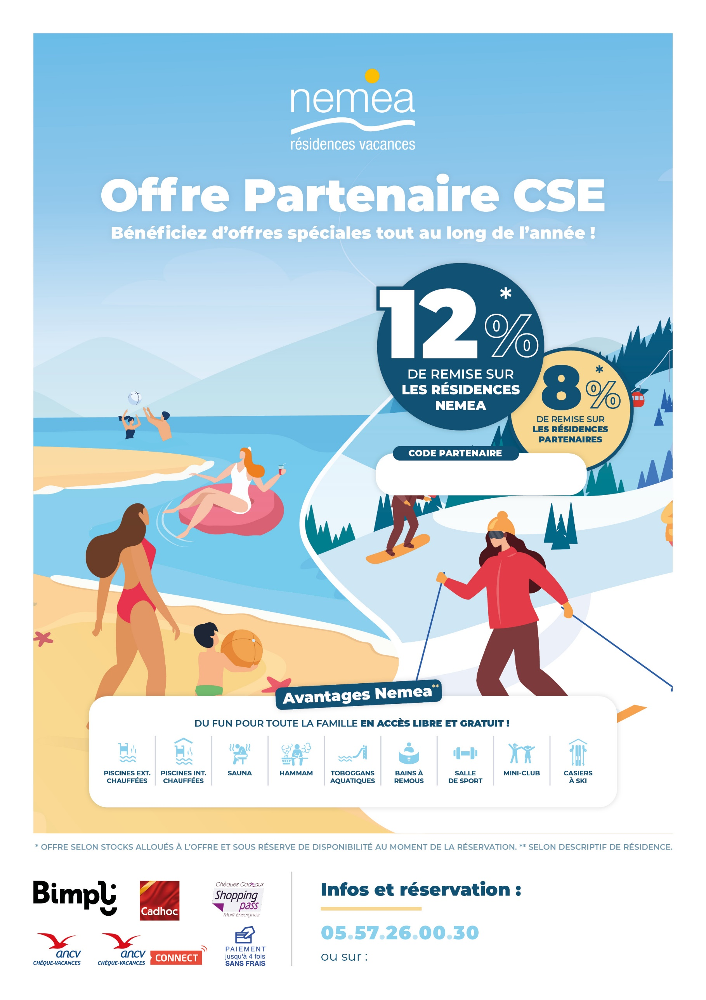 nemea
résidences vacances
Offre Partenaire CSE
Bénéficiez d'offres spéciales tout au long de l'année !
12%*
DE REMISE SUR
LES RÉSIDENCES
NEMEA
8%*
DE REMISE SUR
LES RÉSIDENCES
PARTENAIRES
CODE PARTENAIRE
Avantages Nemea**
DU FUN POUR TOUTE LA FAMILLE EN ACCÈS LIBRE ET GRATUIT !
PISCINES EXT.
CHAUFFÉES
PISCINES INT.
CHAUFFÉES
SAUNA
HAMMAM
TOBOGGANS
AQUATIQUES
BAINS À
REMOUS
SALLE
DE SPORT
MINI-CLUB
CASIERS
À SKI
* OFFRE SELON STOCKS ALLOUÉS À L'OFFRE ET SOUS RÉSERVE DE DISPONIBILITÉ AU MOMENT DE LA RÉSERVATION. ** SELON DESCRIPTIF DE RÉSIDENCE.
Bimpli
Cadhoc
Chèques Cadeaux
Shopping
pass
Multi-Enseignes
ancv
CHÈQUE-VACANCES
ancv
CHÈQUE-VACANCES
CONNECT
PAIEMENT
jusqu'à 4 fois
SANS FRAIS
Infos et réservation :
05.57.26.00.30
ou sur :